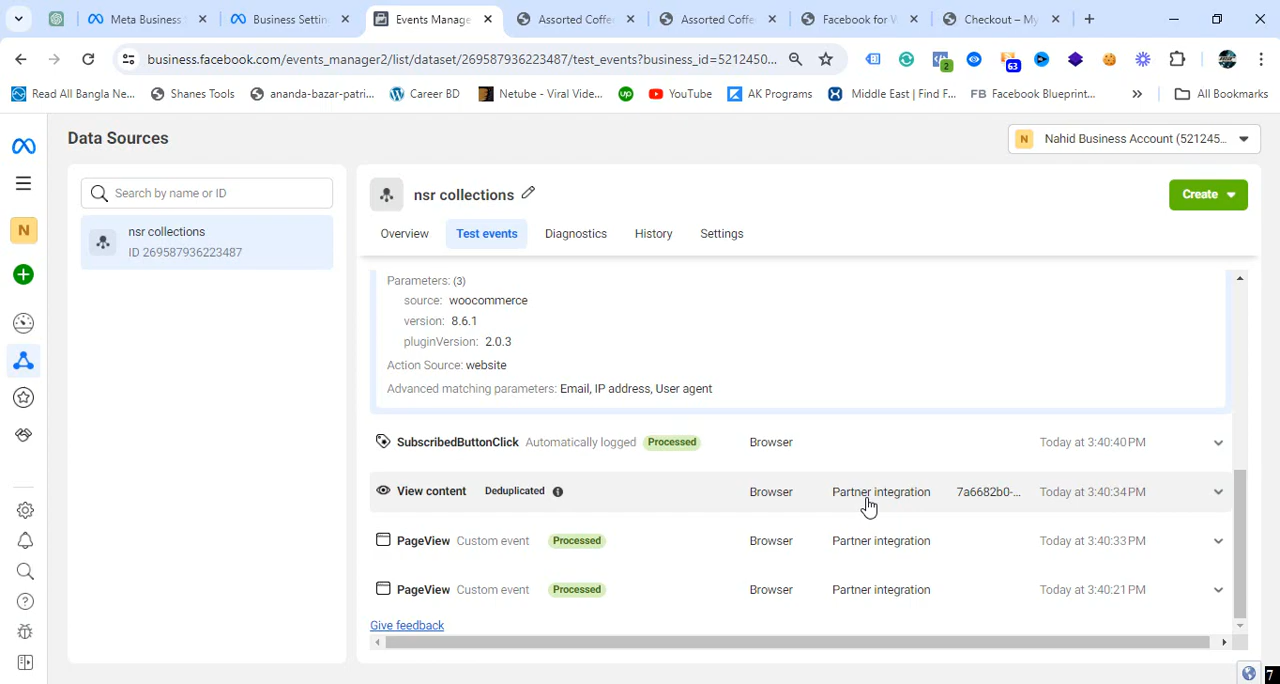 Meta Business
Business Settin
Events Manage
Assorted Coffe
Assorted Coffe
Facebook for W
Checkout – My
business.facebook.com/events_manager2/list/dataset/269587936223487/test_events?business_id=5212450...
2
63
Read All Bangla Ne...
Shanes Tools
ananda-bazar-patri...
Career BD
Netube - Viral Vide...
up
YouTube
AK Programs
Middle East | Find F...
FB Facebook Blueprint...
All Bookmarks
Data Sources
N Nahid Business Account (521245...
Search by name or ID
nsr collections
ID 269587936223487
N
nsr collections
Create
Overview
Test events
Diagnostics
History
Settings
Parameters: (3)
source: woocommerce
version: 8.6.1
pluginVersion: 2.0.3
Action Source: website
Advanced matching parameters: Email, IP address, User agent
SubscribedButtonClick Automatically logged Processed Browser Today at 3:40:40 PM
View content Deduplicated Browser Partner integration 7a6682b0-... Today at 3:40:34 PM
PageView Custom event Processed Browser Partner integration Today at 3:40:33 PM
PageView Custom event Processed Browser Partner integration Today at 3:40:21 PM
Give feedback
7